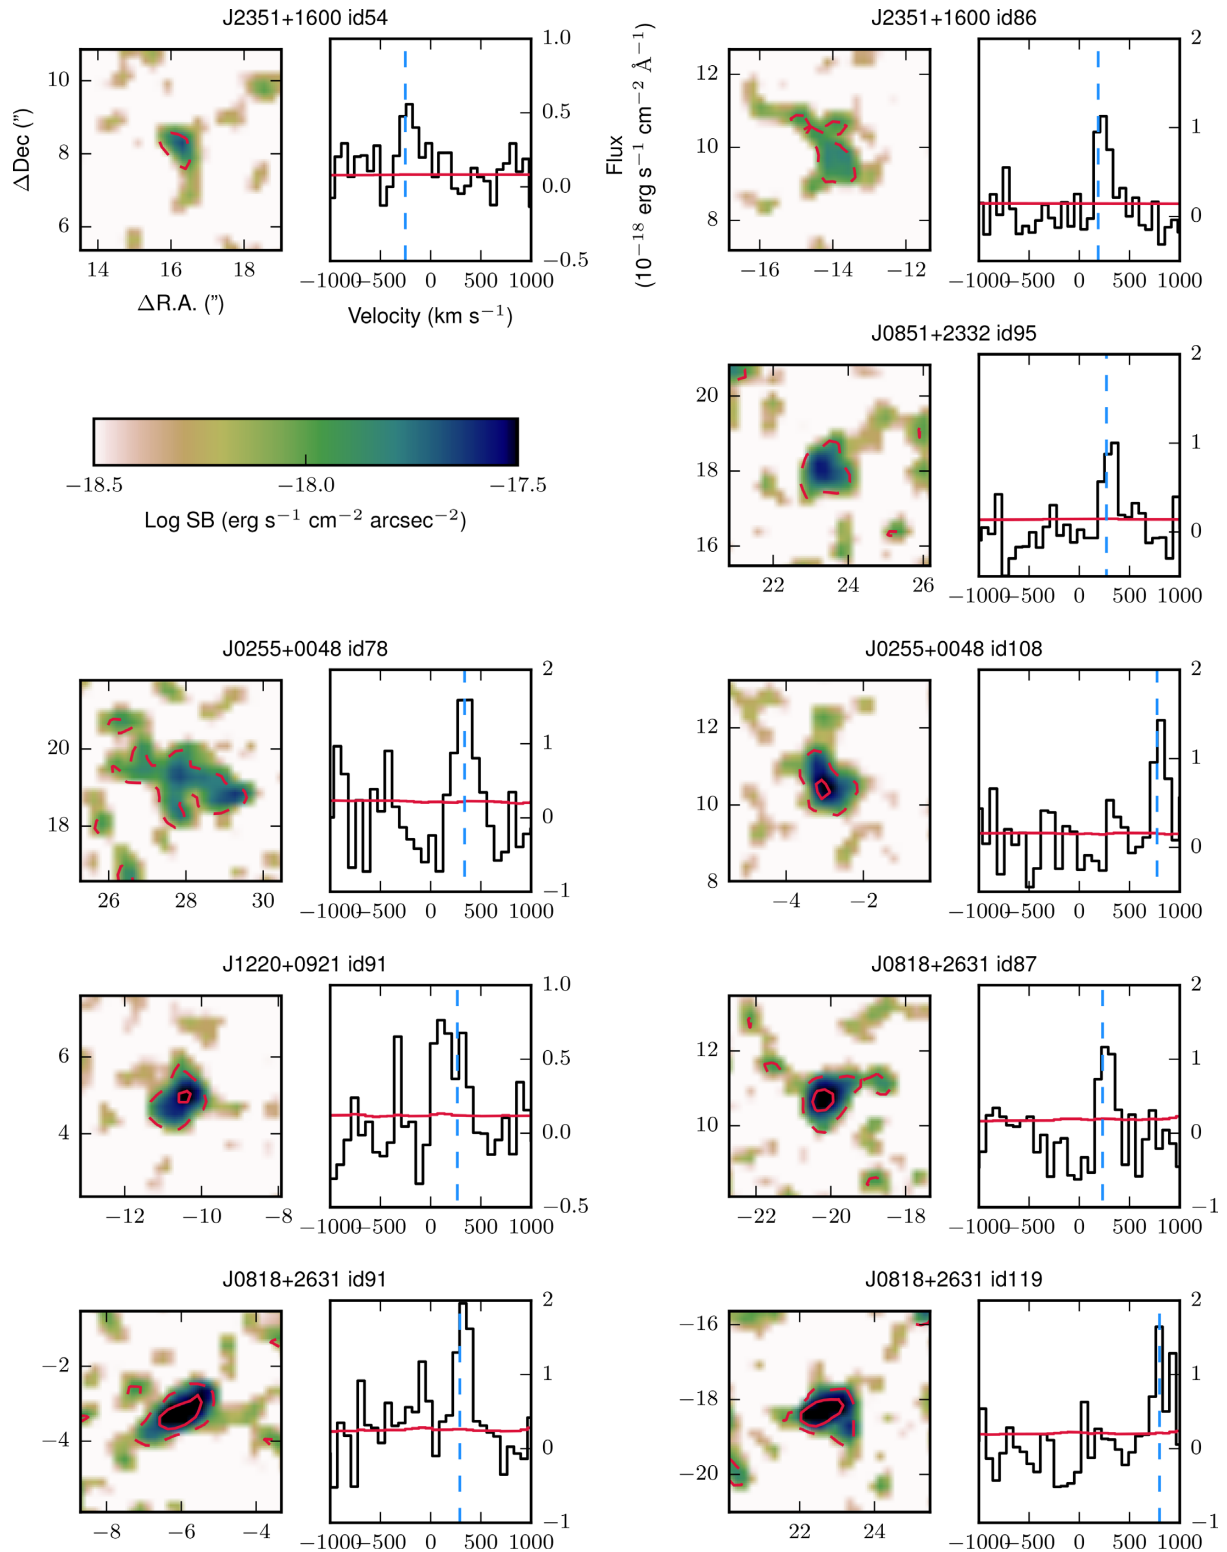 J2351+1600 id54
10
8
6
14 16 18
ΔDec (”)
ΔR.A. (”)
1.0
0.5
0.0
−0.5
−1000 −500 0 500 1000
Velocity (km s⁻¹)
J2351+1600 id86
Flux
(10⁻¹⁸ erg s⁻¹ cm⁻² Å⁻¹)
12
10
8
−16 −14 −12
2
1
0
−1000 −500 0 500 1000
−18.5 −18.0 −17.5
Log SB (erg s⁻¹ cm⁻² arcsec⁻²)
J0851+2332 id95
20
18
16
22 24 26
2
1
0
−1000 −500 0 500 1000
J0255+0048 id78
20
18
26 28 30
2
1
0
−1
−1000 −500 0 500 1000
J0255+0048 id108
12
10
8
−4 −2
2
1
0
−1000 −500 0 500 1000
J1220+0921 id91
6
4
−12 −10 −8
1.0
0.5
0.0
−0.5
−1000 −500 0 500 1000
J0818+2631 id87
12
10
−22 −20 −18
2
1
0
−1
−1000 −500 0 500 1000
J0818+2631 id91
−2
−4
−8 −6 −4
2
1
0
−1
−1000 −500 0 500 1000
J0818+2631 id119
−16
−18
−20
22 24
2
1
0
−1
−1000 −500 0 500 1000